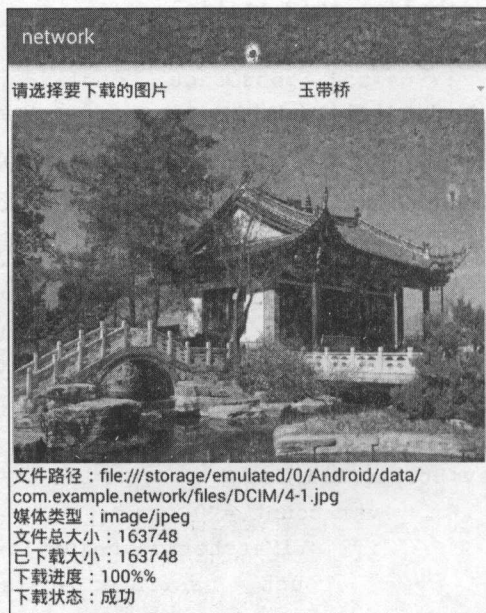 network
请选择要下载的图片 玉带桥
文件路径：file:///storage/emulated/0/Android/data/
com.example.network/files/DCIM/4-1.jpg
媒体类型：image/jpeg
文件总大小：163748
已下载大小：163748
下载进度：100%%
下载状态：成功